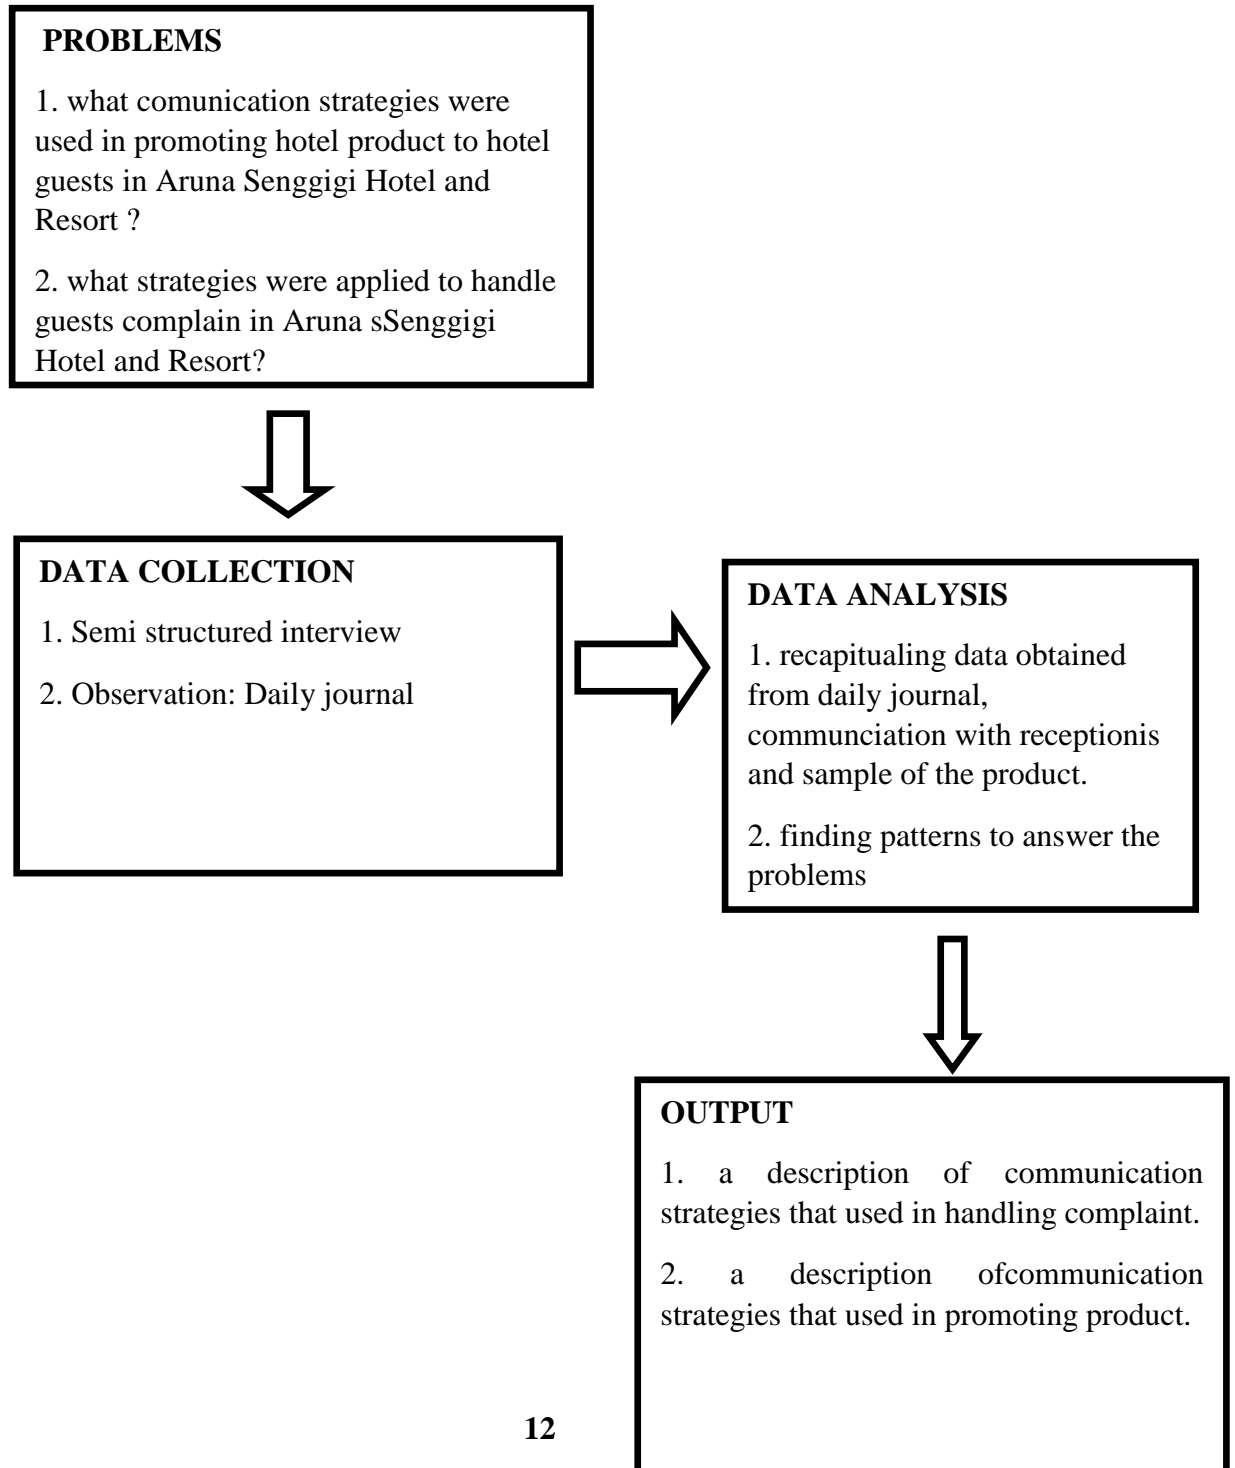 PROBLEMS
1. what comunication strategies were
used in promoting hotel product to hotel
guests in Aruna Senggigi Hotel and
Resort ?
2. what strategies were applied to handle
guests complain in Aruna sSenggigi
Hotel and Resort?
DATA COLLECTION
1. Semi structured interview
2. Observation: Daily journal
DATA ANALYSIS
1. recapitualing data obtained
from daily journal,
communciation with receptionis
and sample of the product.
2. finding patterns to answer the
problems
OUTPUT
1. a description of communication
strategies that used in handling complaint.
2. a description ofcommunication
strategies that used in promoting product.
12